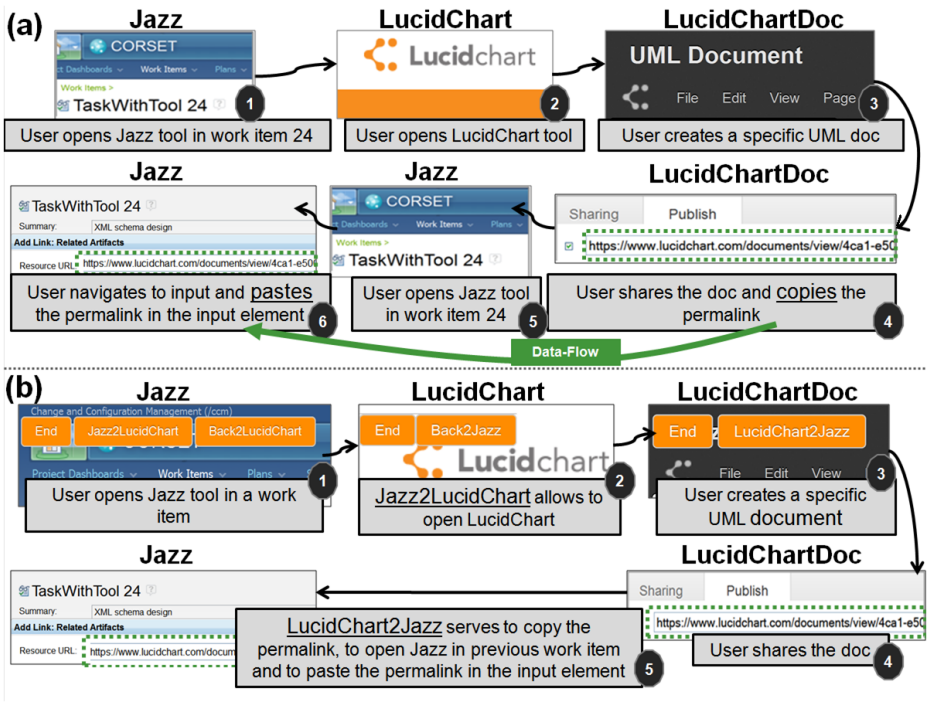 (a)
Jazz
LucidChart
LucidChartDoc
CORSET
Dashboards
Work Items
Plans
Work Items >
TaskWithTool 24
1
User opens Jazz tool in work item 24
Lucidchart
2
User opens LucidChart tool
UML Document
File Edit View Page
3
User creates a specific UML doc
Jazz
Jazz
LucidChartDoc
TaskWithTool 24
Summary: XML schema design
Add Link: Related Artifacts
Resource URL: https://www.lucidchart.com/documents/view/4ca1-e50
User navigates to input and pastes
the permalink in the input element
6
CORSET
Dashboards
Work Items
Plans
Work Items >
TaskWithTool 24
User opens Jazz tool
in work item 24
5
Sharing Publish
https://www.lucidchart.com/documents/view/4ca1-e50
User shares the doc and copies the
permalink
4
Data-Flow
(b)
Jazz
LucidChart
LucidChartDoc
Change and Configuration Management (/ccm)
End Jazz2LucidChart Back2LucidChart
Project Dashboards
Work Items
Plans
1
User opens Jazz tool in a work
item
End Back2Jazz
Lucidchart
2
Jazz2LucidChart allows to
open LucidChart
End LucidChart2Jazz
File Edit View
3
User creates a specific
UML document
Jazz
LucidChartDoc
TaskWithTool 24
Summary: XML schema design
Add Link: Related Artifacts
Resource URL: https://www.lucidchart.com/docum
LucidChart2Jazz serves to copy the
permalink, to open Jazz in previous work item
and to paste the permalink in the input element
5
Sharing Publish
https://www.lucidchart.com/documents/view/4ca1-e50
User shares the doc
4